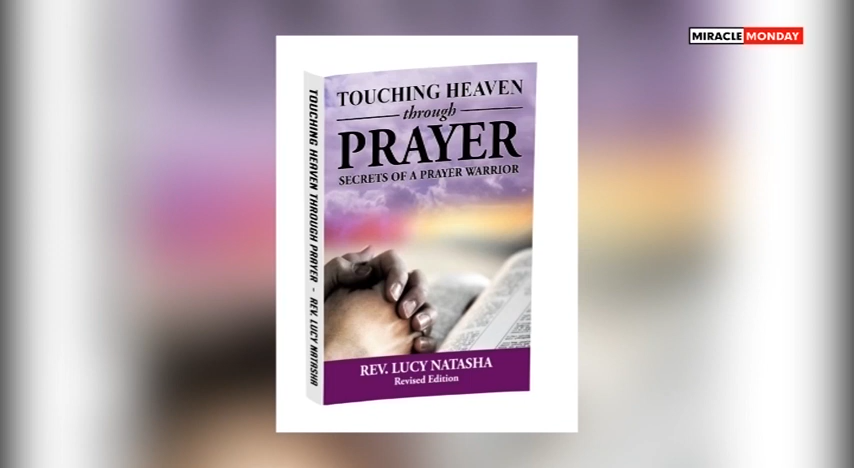 MIRACLE MONDAY
TOUCHING HEAVEN
through
PRAYER
SECRETS OF A PRAYER WARRIOR
REV. LUCY NATASHA
Revised Edition
TOUCHING HEAVEN THROUGH PRAYER - REV. LUCY NATASHA